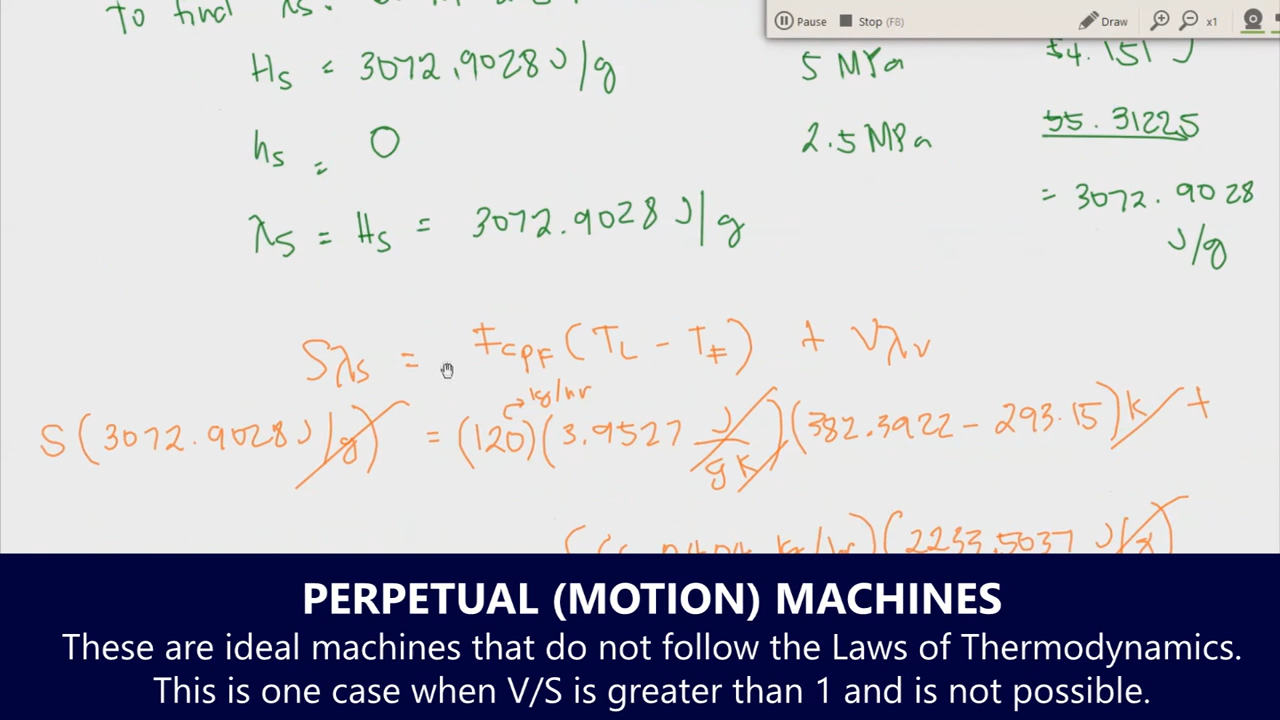 to find λs:
Pause Stop (F8) Draw x1
Hs = 3072.9028 J/g
5 MPa 54.151 J
hs = 0
2.5 MPa 55.31225
λs = Hs = 3072.9028 J/g
= 3072.9028 J/g
Sλs = FCPF (TL - TF) + Vλv
kg/hr
S(3072.9028 J/g) = (120)(3.9527 J/gK)(382.3922 - 293.15)K +
(2233.5037 J/g)
PERPETUAL (MOTION) MACHINES
These are ideal machines that do not follow the Laws of Thermodynamics.
This is one case when V/S is greater than 1 and is not possible.